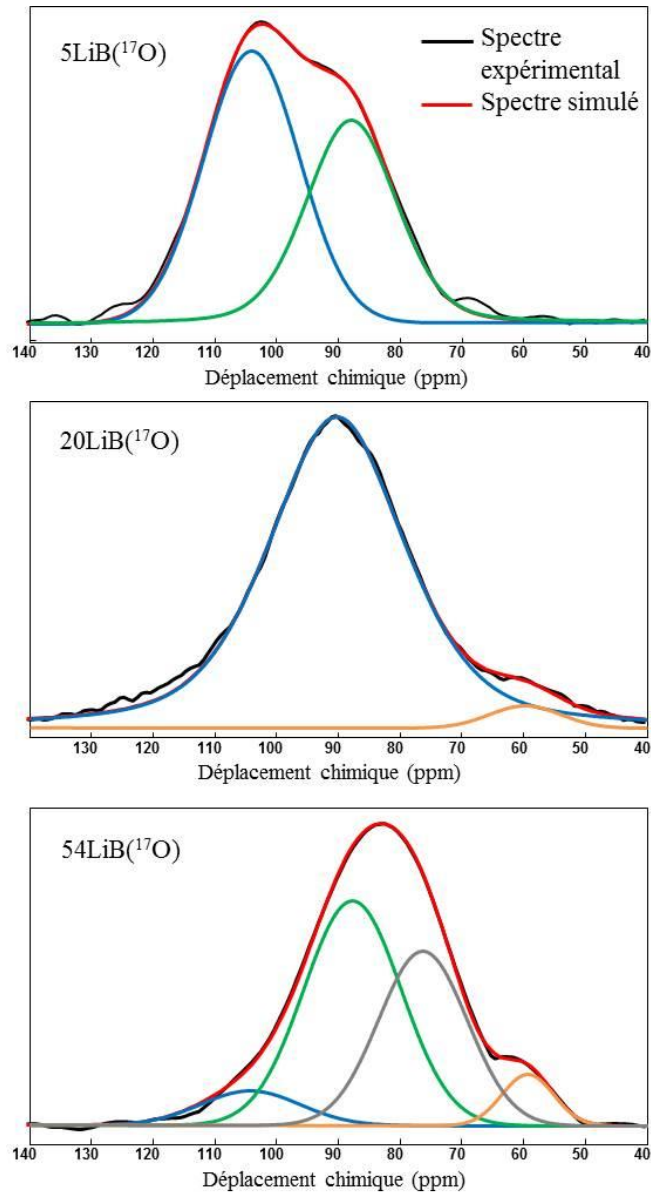 5LiB(¹⁷O)
Spectre
expérimental
Spectre simulé
140 130 120 110 100 90 80 70 60 50 40
Déplacement chimique (ppm)
20LiB(¹⁷O)
130 120 110 100 90 80 70 60 50 40
Déplacement chimique (ppm)
54LiB(¹⁷O)
140 130 120 110 100 90 80 70 60 50 40
Déplacement chimique (ppm)